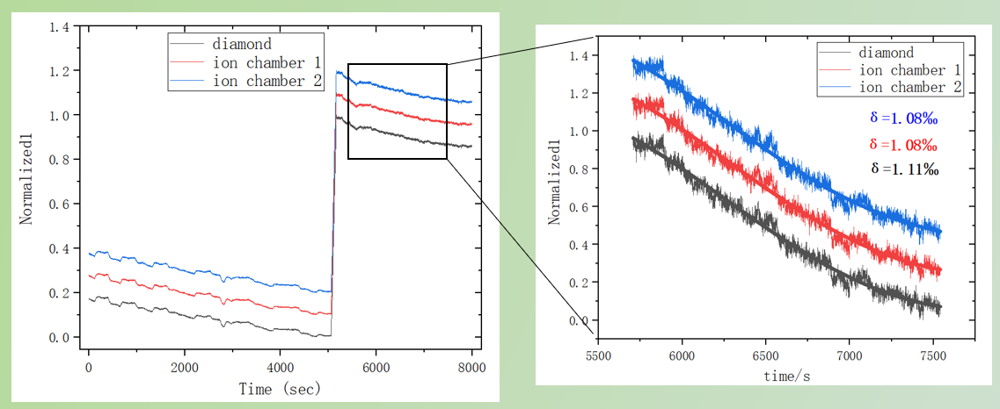 1.4
1.2
1.0
0.8
0.6
0.4
0.2
0.0
Normalized1
diamond
ion chamber 1
ion chamber 2
0
2000
4000
6000
8000
Time (sec)
1.4
1.2
1.0
0.8
0.6
0.4
0.2
0.0
Normalized1
diamond
ion chamber 1
ion chamber 2
δ=1.08‰
δ=1.08‰
δ=1.11‰
5500
6000
6500
7000
7500
time/s